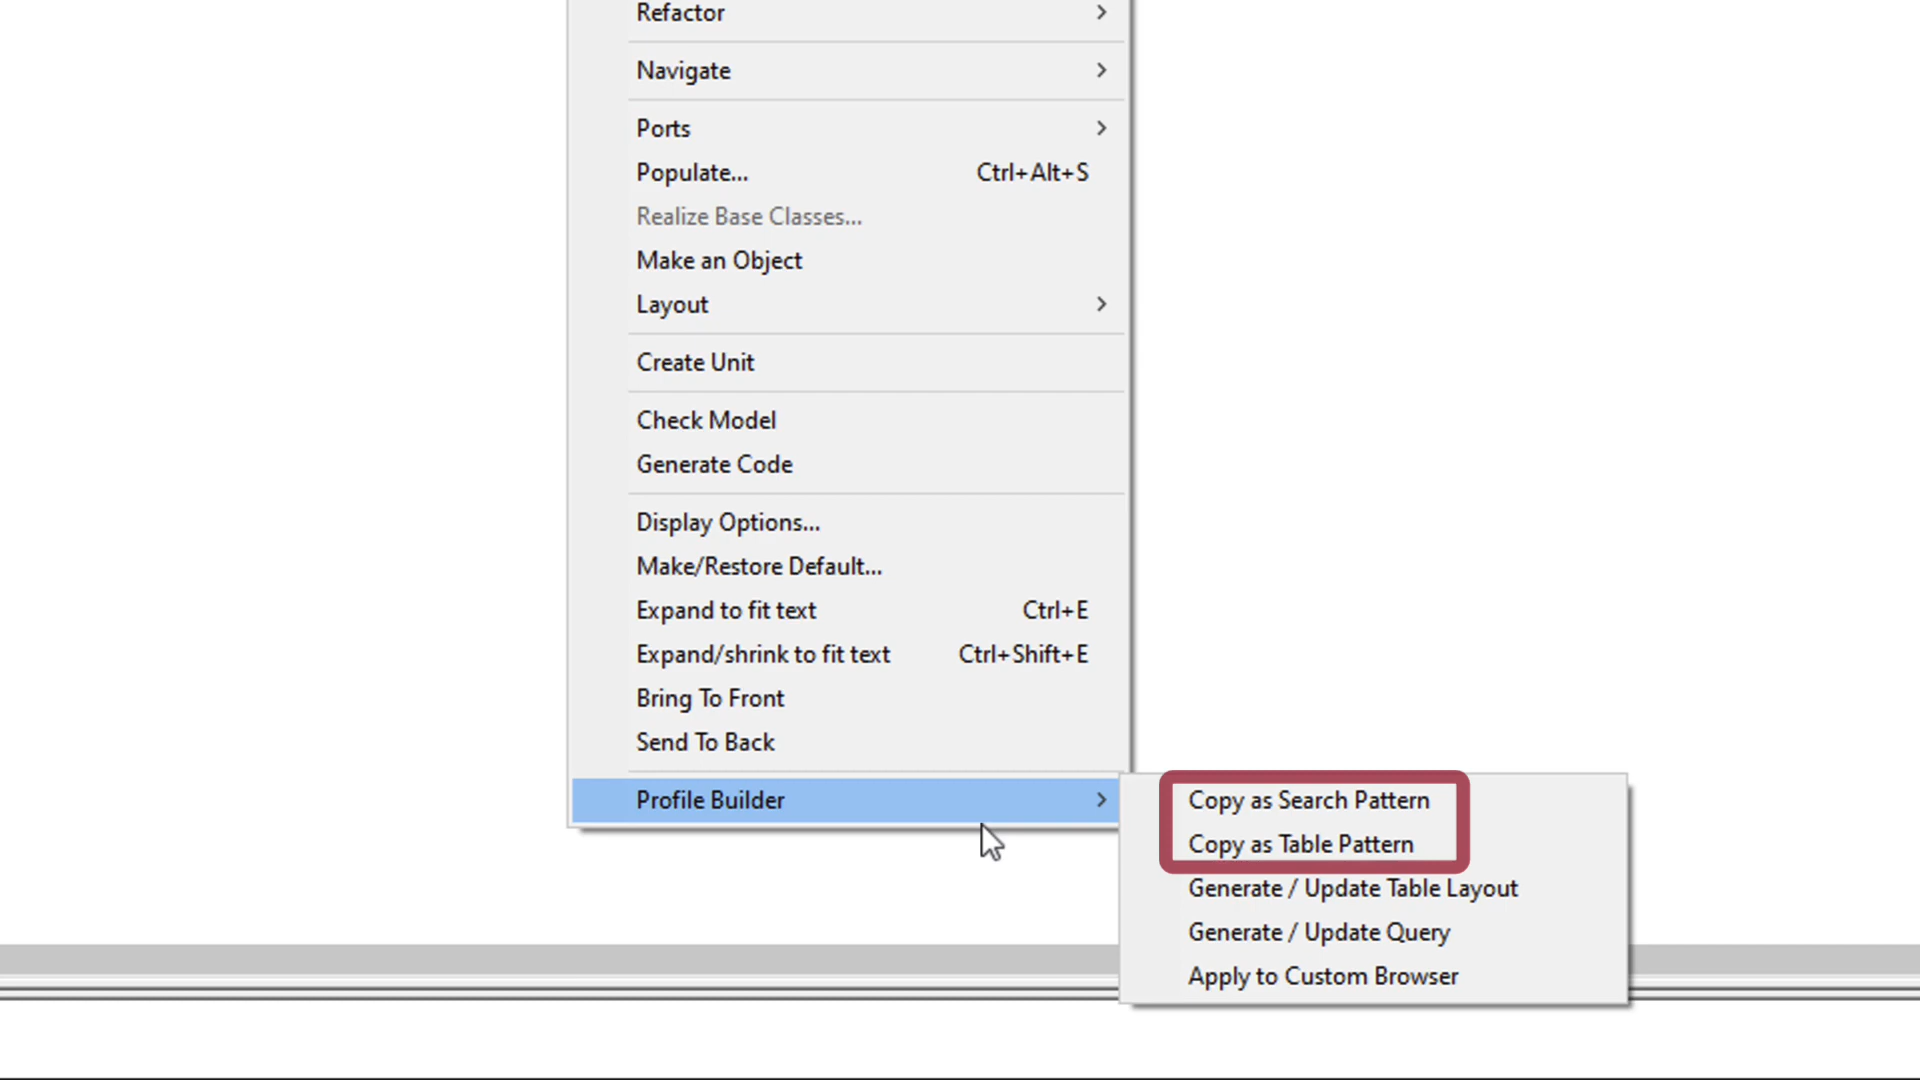 Refactor
Navigate
Ports
Populate... Ctrl+Alt+S
Realize Base Classes...
Make an Object
Layout
Create Unit
Check Model
Generate Code
Display Options...
Make/Restore Default...
Expand to fit text Ctrl+E
Expand/shrink to fit text Ctrl+Shift+E
Bring To Front
Send To Back
Profile Builder
Copy as Search Pattern
Copy as Table Pattern
Generate / Update Table Layout
Generate / Update Query
Apply to Custom Browser